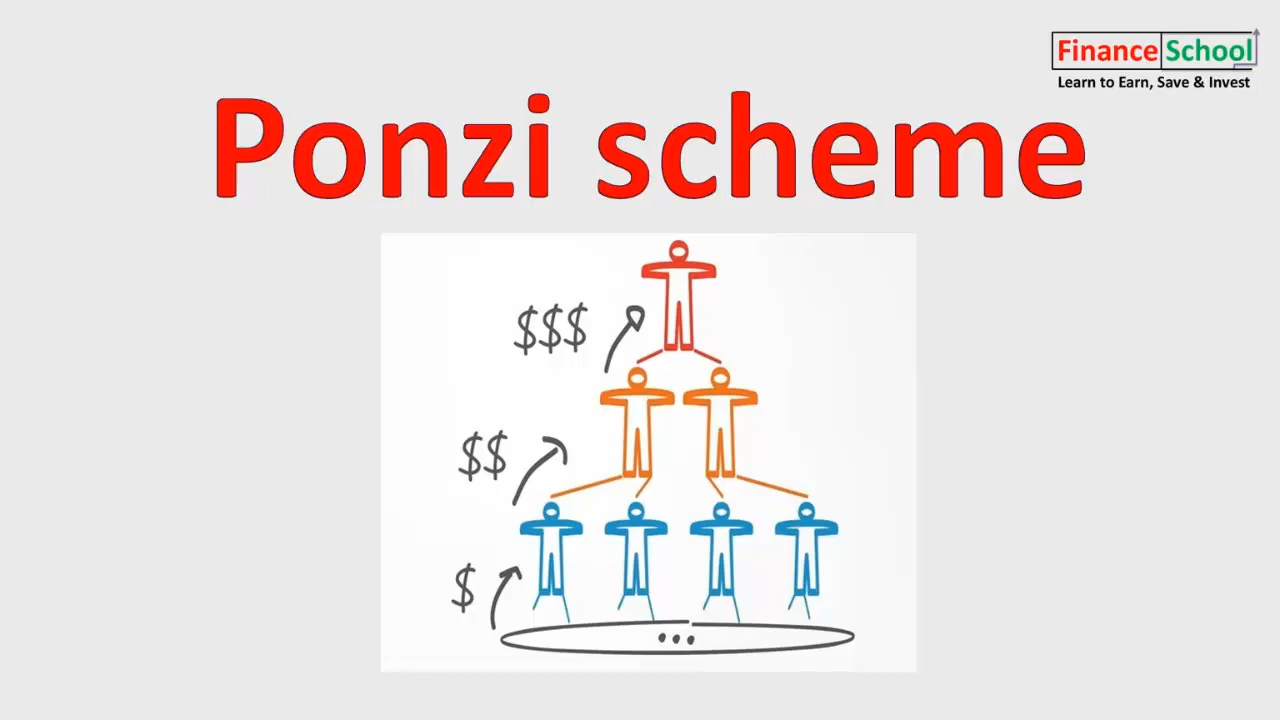 FinanceSchool
Learn to Earn, Save & Invest
Ponzi scheme
$$$
$$
$
...